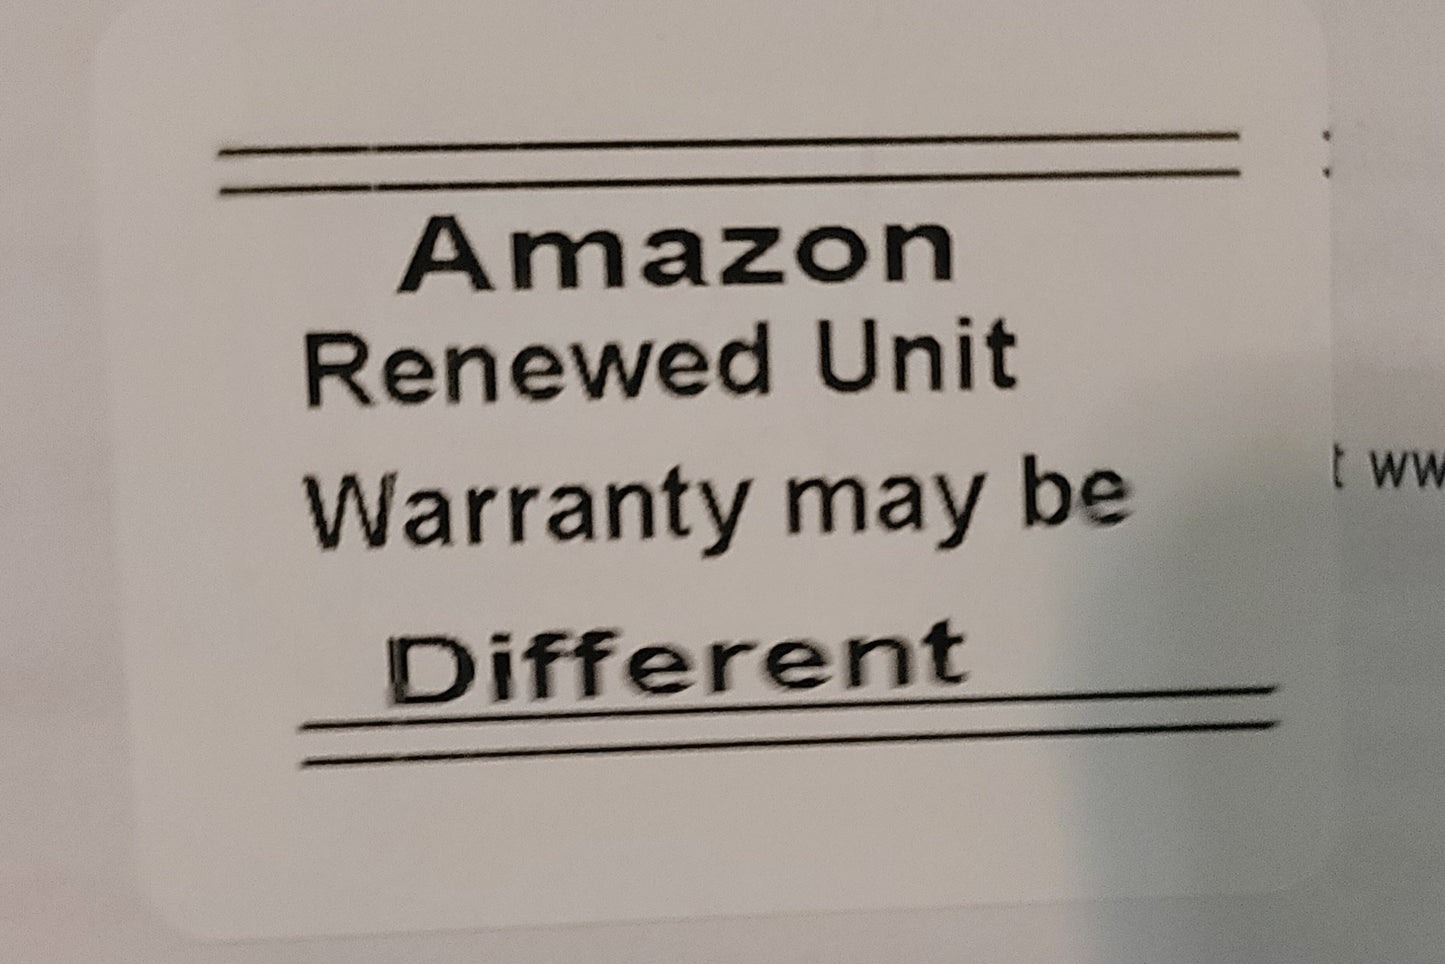 Amazon
Renewed Unit
Warranty may be
Different